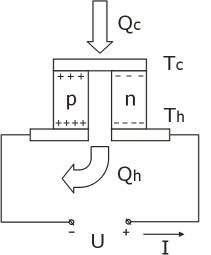 Qc
Tc
+++ ----
p n
++++ ----
Th
Qh
- U +
I